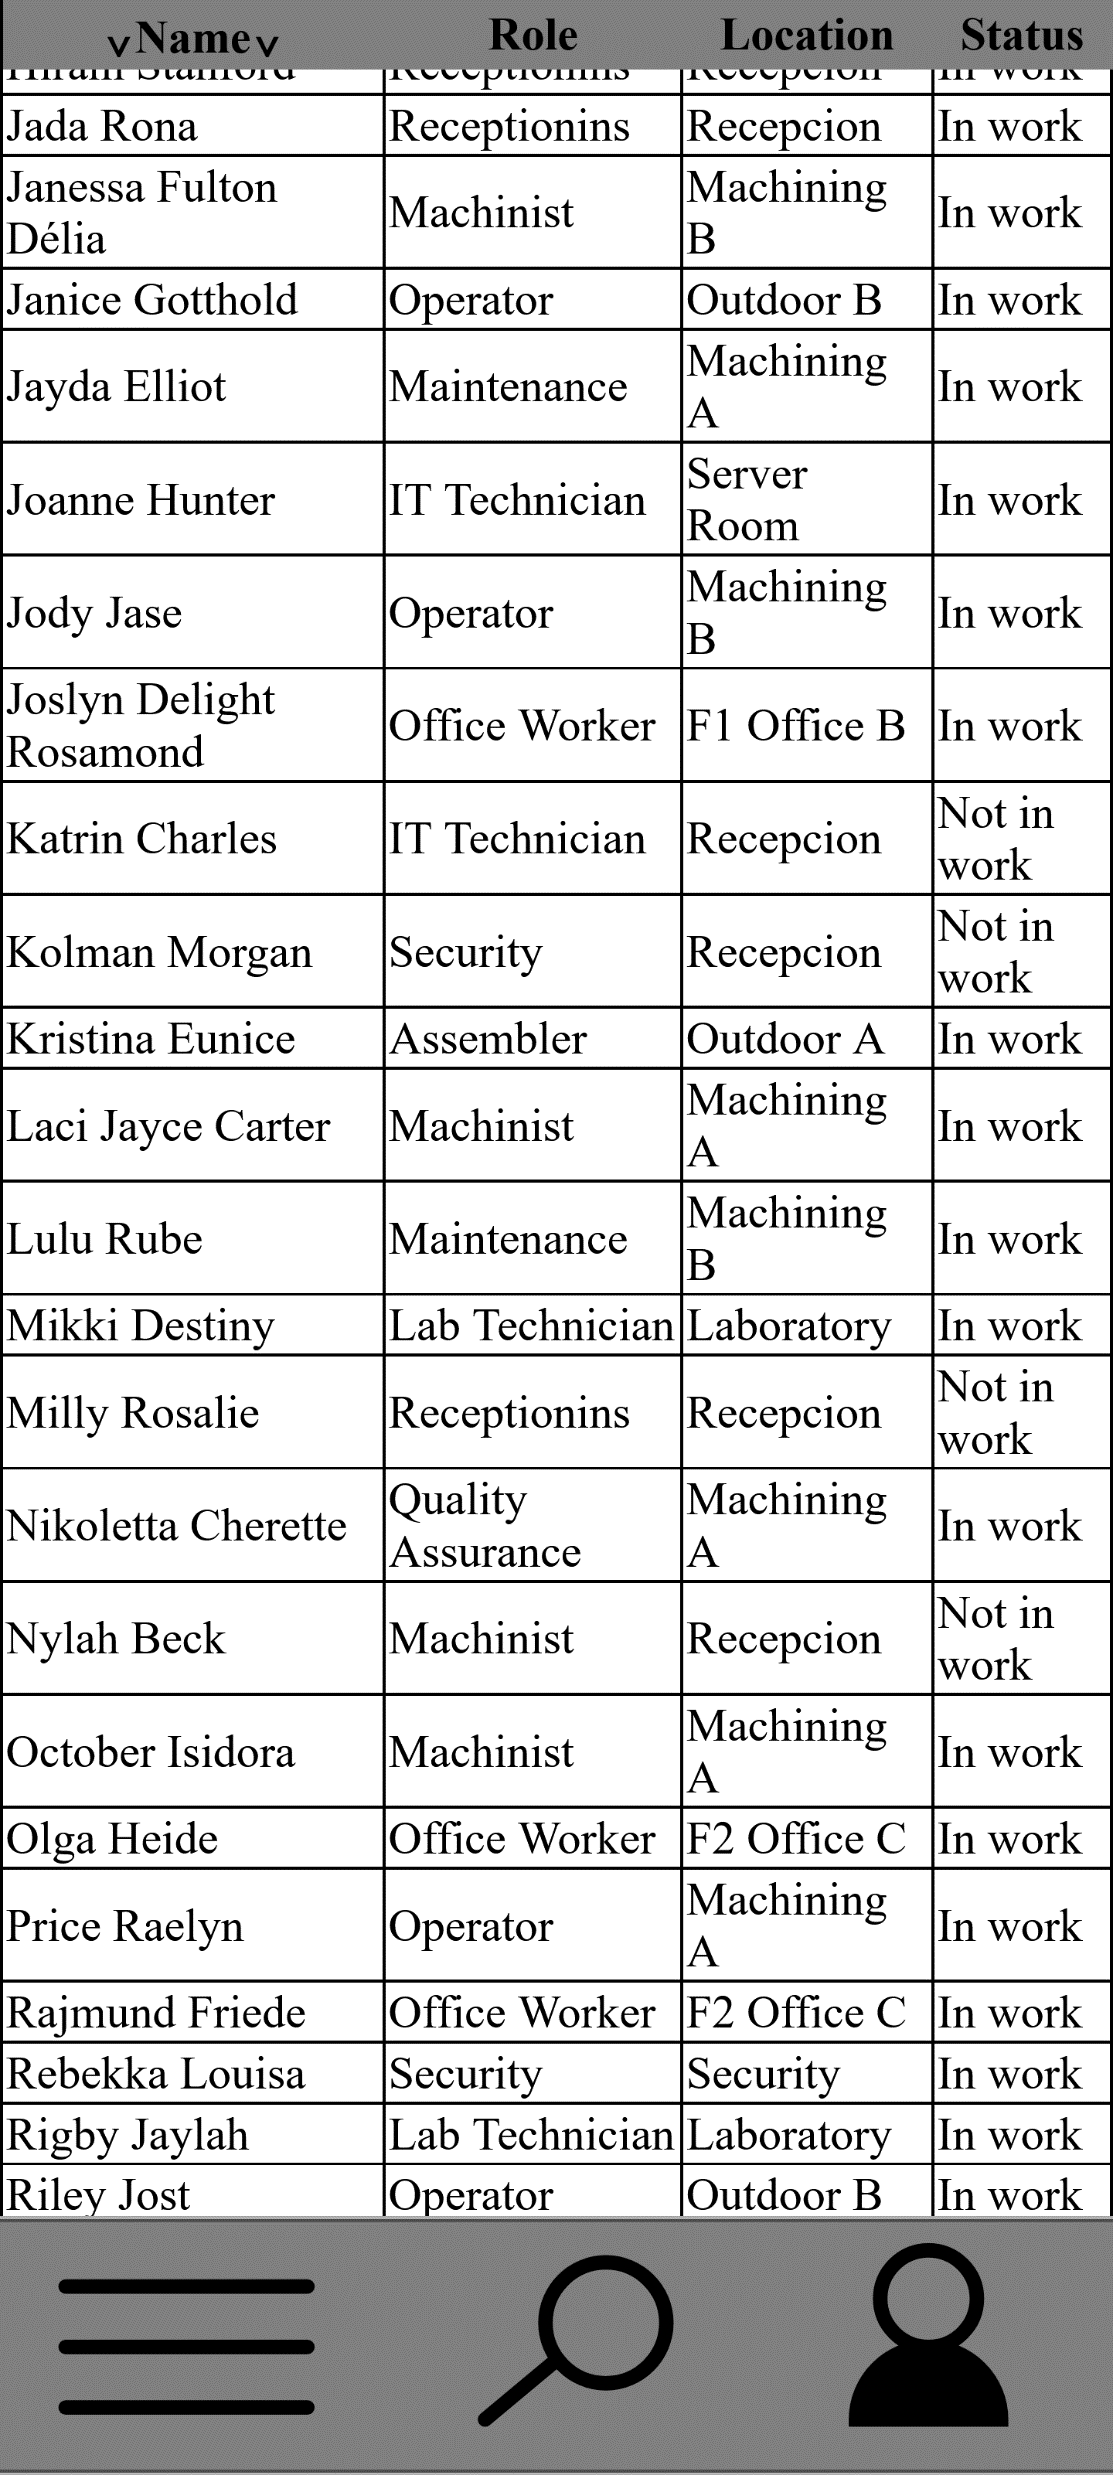 Name Role Location Status
Hiram Stanford Receptionins Recepcion In work
Jada Rona Receptionins Recepcion In work
Janessa Fulton
Délia
Machinist
Machining
B
In work
Janice Gotthold Operator Outdoor B In work
Jayda Elliot Maintenance
Machining
A
In work
Joanne Hunter IT Technician
Server
Room
In work
Jody Jase Operator
Machining
B
In work
Joslyn Delight
Rosamond
Office Worker F1 Office B In work
Katrin Charles IT Technician Recepcion
Not in
work
Kolman Morgan Security Recepcion
Not in
work
Kristina Eunice Assembler Outdoor A In work
Laci Jayce Carter Machinist
Machining
A
In work
Lulu Rube Maintenance
Machining
B
In work
Mikki Destiny Lab Technician Laboratory In work
Milly Rosalie Receptionins Recepcion
Not in
work
Nikoletta Cherette
Quality
Assurance
Machining
A
In work
Nylah Beck Machinist Recepcion
Not in
work
October Isidora Machinist
Machining
A
In work
Olga Heide Office Worker F2 Office C In work
Price Raelyn Operator
Machining
A
In work
Rajmund Friede Office Worker F2 Office C In work
Rebekka Louisa Security Security In work
Rigby Jaylah Lab Technician Laboratory In work
Riley Jost Operator Outdoor B In work